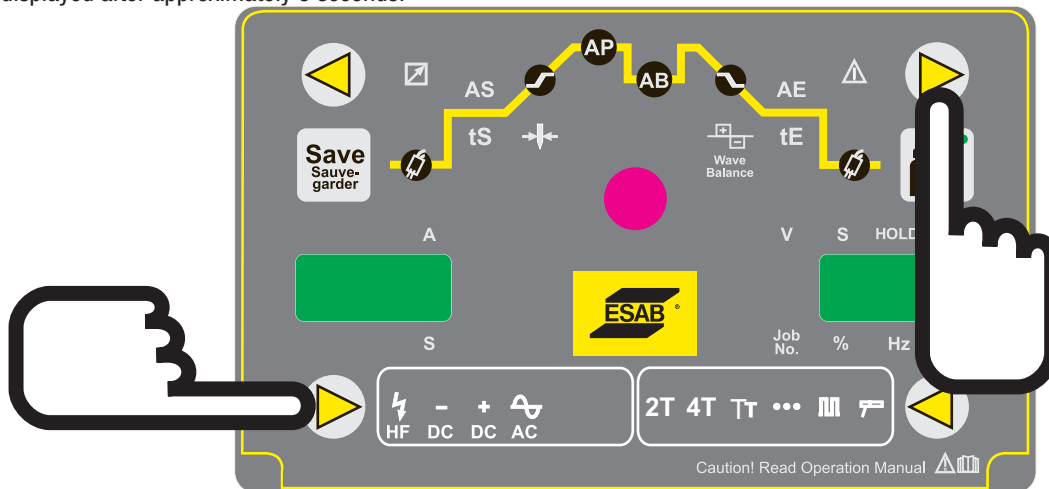 displayed after approximately 3 seconds.
AP
AS AB AE
tS tE
Save
Sauve-
garder
Wave
Balance
A V S HOLD
ESAB ®
S Job
No. % Hz
2T 4T TT •••
HF - DC + DC AC
Caution! Read Operation Manual